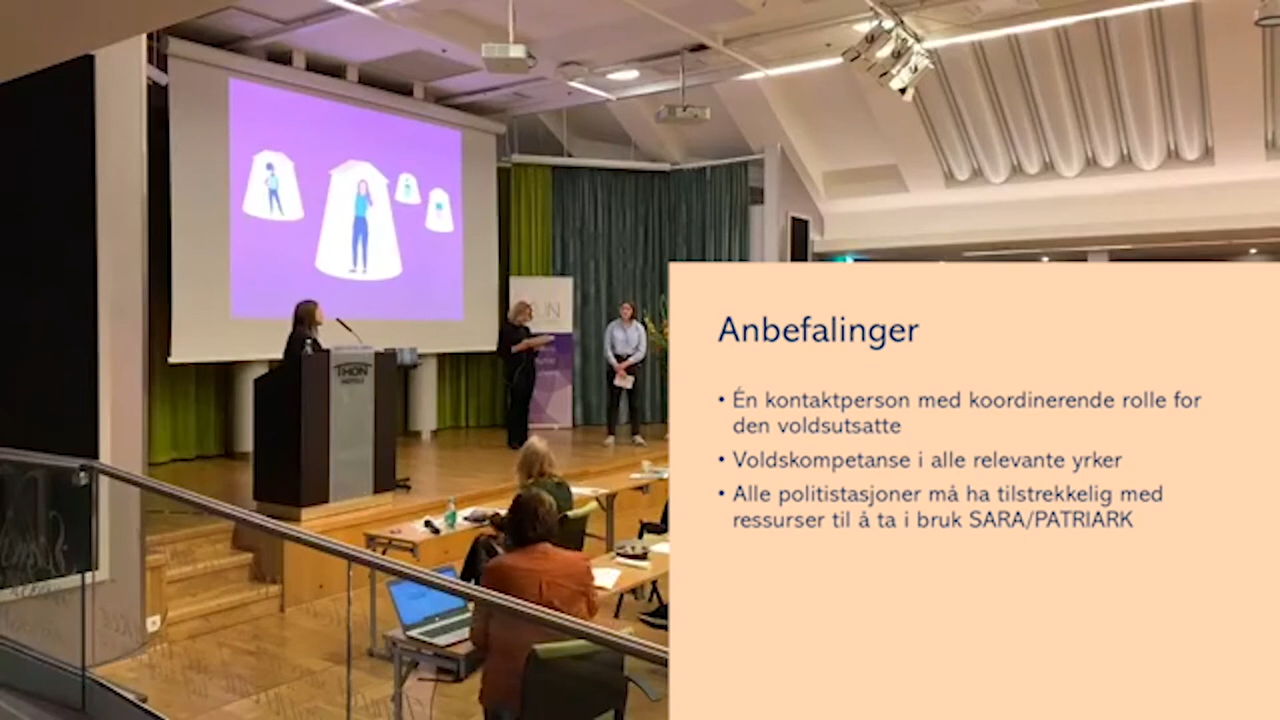 THON
HOTELS
Anbefalinger
• Én kontaktperson med koordinerende rolle for
den voldsutsatte
• Voldskompetanse i alle relevante yrker
• Alle politistasjoner må ha tilstrekkelig med
ressurser til å ta i bruk SARA/PATRIARK